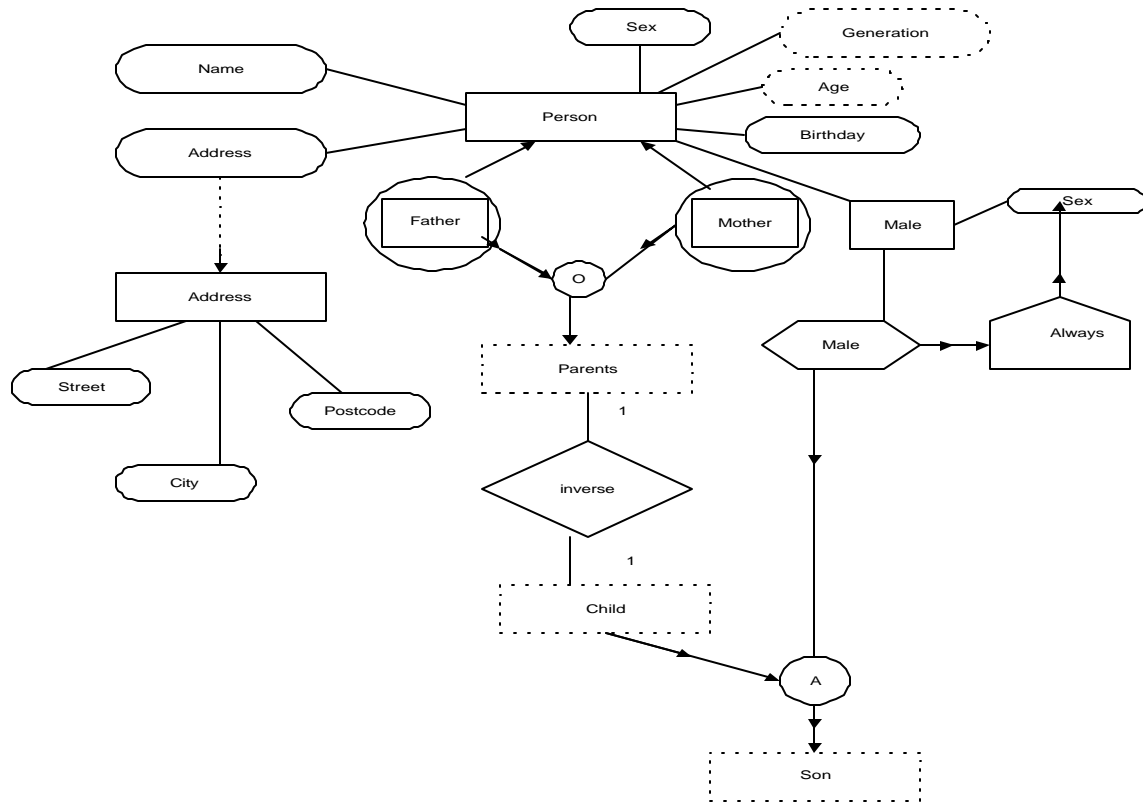 Sex
Generation
Name
Age
Person
Birthday
Address
Sex
Father
Mother
Male
O
Address
Always
Male
Parents
Street
Postcode
1
City
inverse
1
Child
A
Son